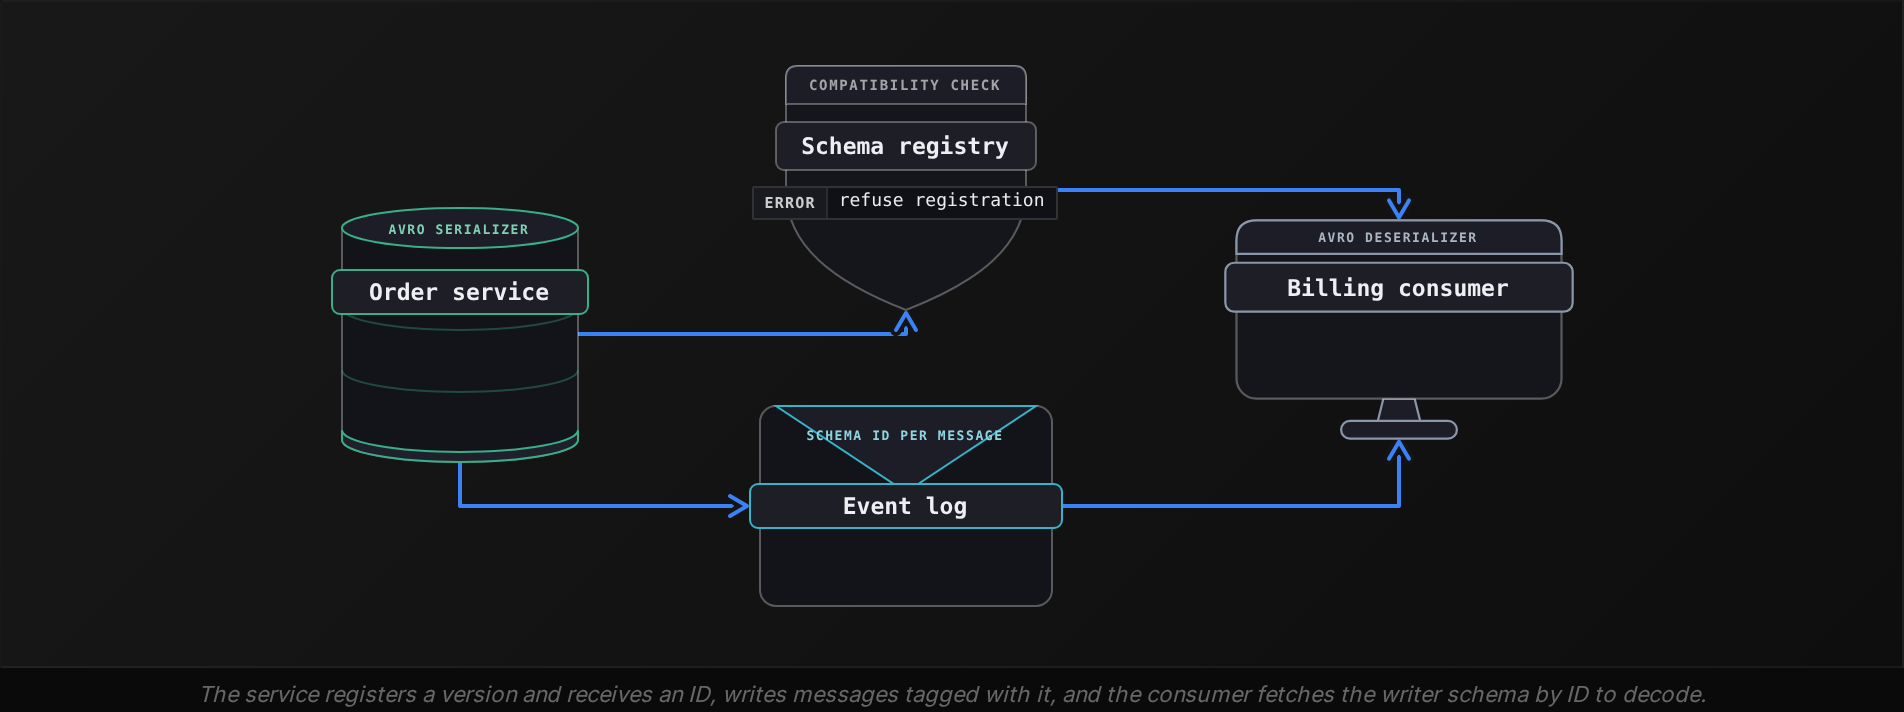 COMPATIBILITY CHECK
Schema registry
ERROR refuse registration
AVRO SERIALIZER
Order service
AVRO DESERIALIZER
Billing consumer
SCHEMA ID PER MESSAGE
Event log
The service registers a version and receives an ID, writes messages tagged with it, and the consumer fetches the writer schema by ID to decode.